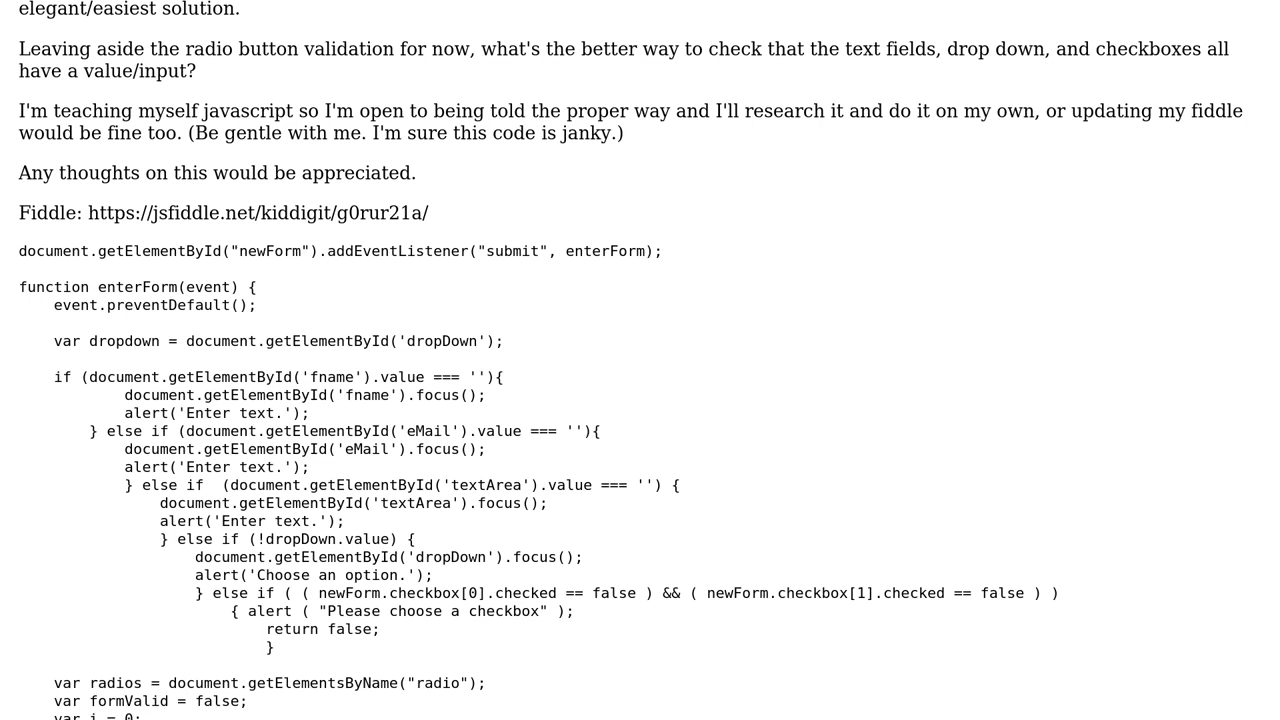 elegant/easiest solution.
Leaving aside the radio button validation for now, what's the better way to check that the text fields, drop down, and checkboxes all
have a value/input?
I'm teaching myself javascript so I'm open to being told the proper way and I'll research it and do it on my own, or updating my fiddle
would be fine too. (Be gentle with me. I'm sure this code is janky.)
Any thoughts on this would be appreciated.
Fiddle: https://jsfiddle.net/kiddigit/g0rur21a/
document.getElementById("newForm").addEventListener("submit", enterForm);
function enterForm(event) {
    event.preventDefault();
    var dropdown = document.getElementById('dropDown');
    if (document.getElementById('fname').value === ''){
            document.getElementById('fname').focus();
            alert('Enter text.');
        } else if (document.getElementById('eMail').value === ''){
            document.getElementById('eMail').focus();
            alert('Enter text.');
            } else if  (document.getElementById('textArea').value === '') {
                document.getElementById('textArea').focus();
                alert('Enter text.');
                } else if (!dropDown.value) {
                    document.getElementById('dropDown').focus();
                    alert('Choose an option.');
                    } else if ( ( newForm.checkbox[0].checked == false ) && ( newForm.checkbox[1].checked == false ) )
                        { alert ( "Please choose a checkbox" );
                            return false;
                            }
    var radios = document.getElementsByName("radio");
    var formValid = false;
    var i = 0;